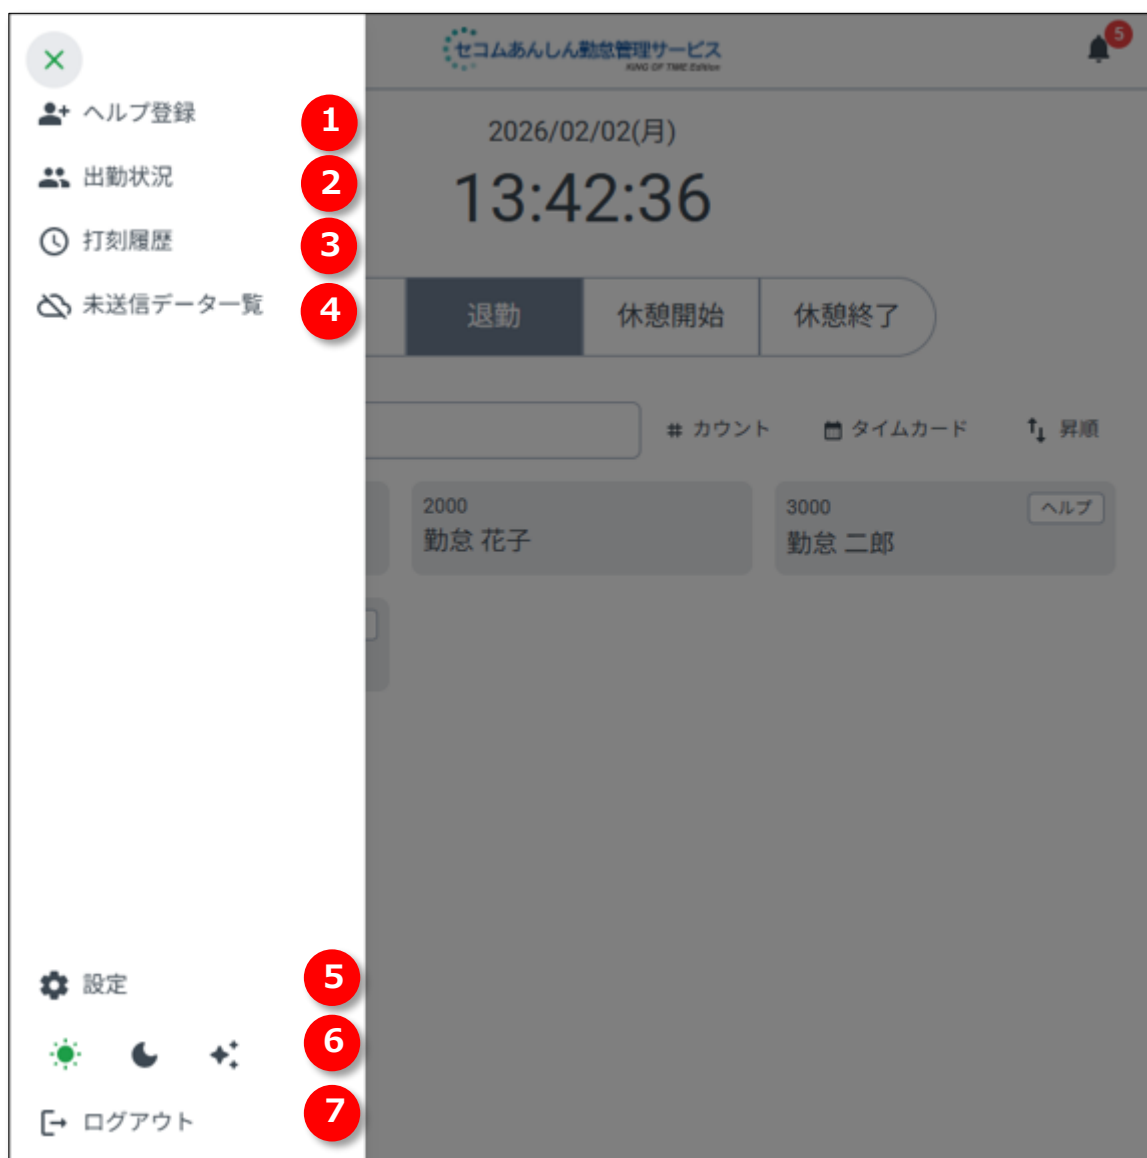 セコムあんしん勤怠管理サービス
KING OF TIME Edition
5
ヘルプ登録
1
出勤状況
2
打刻履歴
3
未送信データ一覧
4
2026/02/02(月)
13:42:36
退勤
休憩開始
休憩終了
カウント
タイムカード
昇順
2000
勤怠 花子
3000
勤怠 二郎
ヘルプ
設定
5
6
ログアウト
7